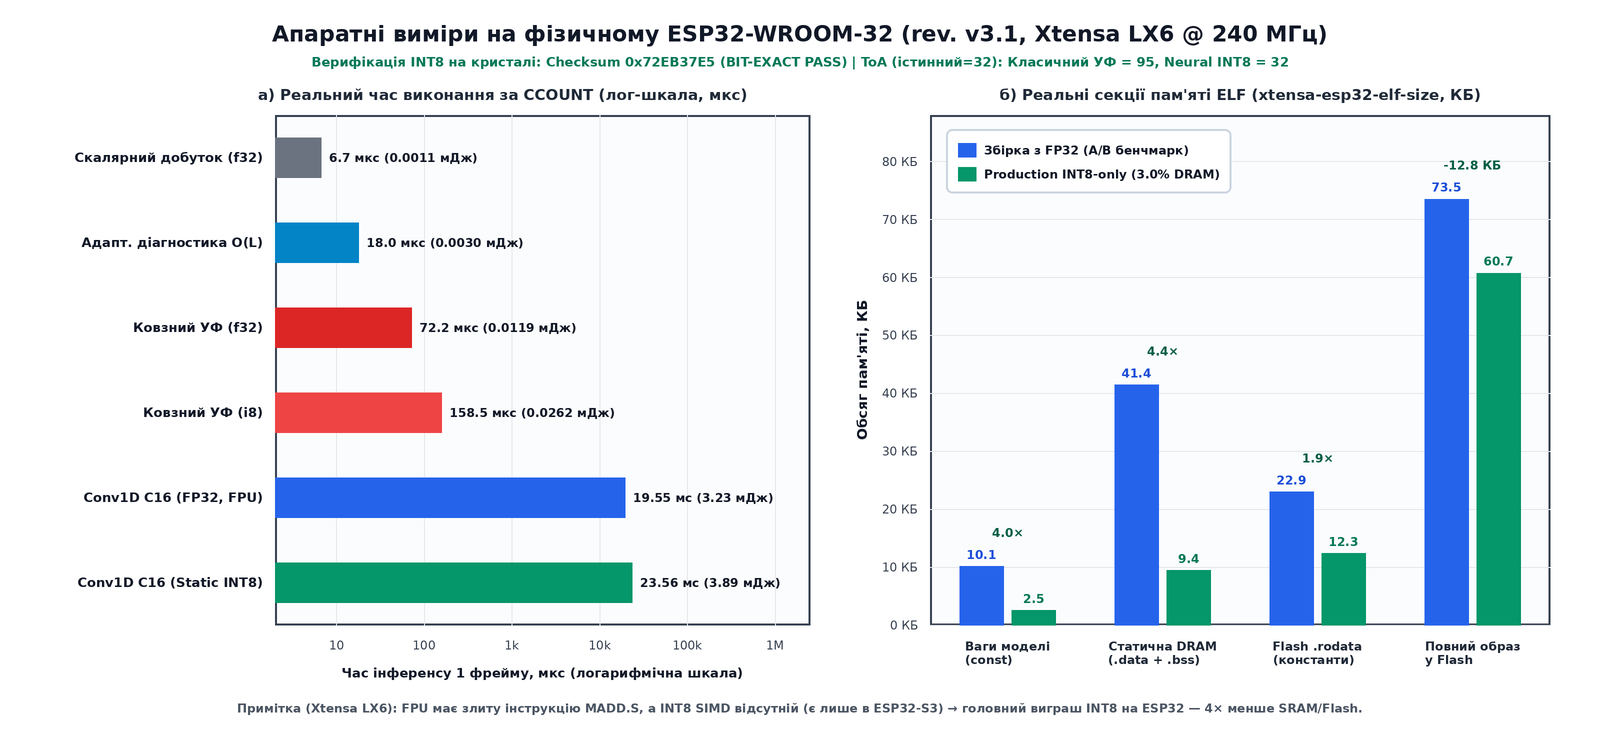 Апаратні виміри на фізичному ESP32-WROOM-32 (rev. v3.1, Xtensa LX6 @ 240 МГц)
Верифікація INT8 на кристалі: Checksum 0x72EB37E5 (BIT-EXACT PASS) | ToA (істинний=32): Класичний УФ = 95, Neural INT8 = 32
а) Реальний час виконання за CCOUNT (лог-шкала, мкс)
Скалярний добуток (f32)
6.7 мкс (0.0011 мДж)
Адапт. діагностика O(L)
18.0 мкс (0.0030 мДж)
Ковзний УФ (f32)
72.2 мкс (0.0119 мДж)
Ковзний УФ (i8)
158.5 мкс (0.0262 мДж)
Conv1D C16 (FP32, FPU)
19.55 мс (3.23 мДж)
Conv1D C16 (Static INT8)
23.56 мс (3.89 мДж)
10
100
1k
10k
100k
1M
Час інференсу 1 фрейму, мкс (логарифмічна шкала)
б) Реальні секції пам'яті ELF (xtensa-esp32-elf-size, КБ)
Збірка з FP32 (A/B бенчмарк)
Production INT8-only (3.0% DRAM)
Обсяг пам'яті, КБ
80 КБ
70 КБ
60 КБ
50 КБ
40 КБ
30 КБ
20 КБ
10 КБ
0 КБ
4.0×
10.1
2.5
4.4×
41.4
9.4
1.9×
22.9
12.3
-12.8 КБ
73.5
60.7
Ваги моделі
(const)
Статична DRAM
(.data + .bss)
Flash .rodata
(константи)
Повний образ
у Flash
Примітка (Xtensa LX6): FPU має злиту інструкцію MADD.S, а INT8 SIMD відсутній (є лише в ESP32-S3) → головний виграш INT8 на ESP32 — 4× менше SRAM/Flash.